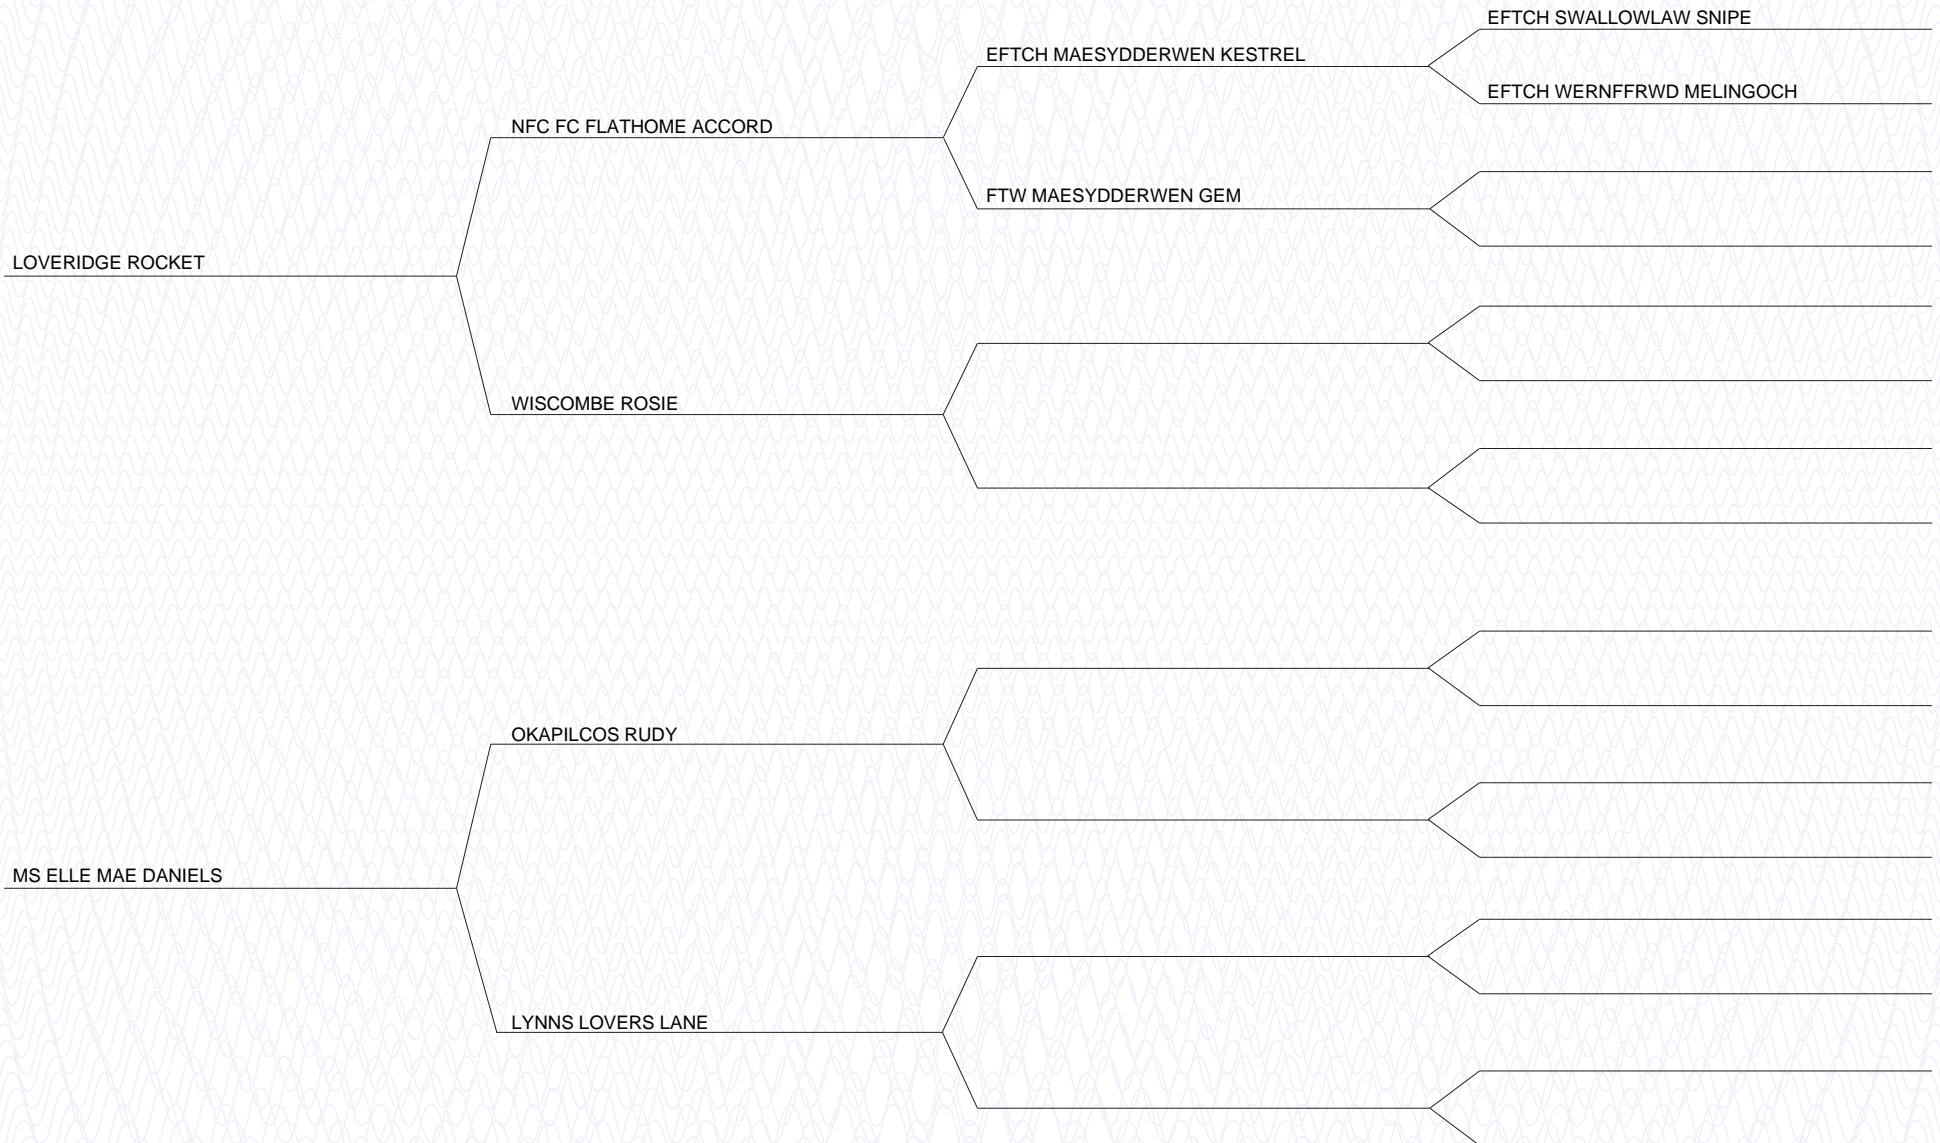 EFTCH SWALLOWLAW SNIPE
EFTCH MAESYDDERWEN KESTREL
EFTCH WERNFFRWD MELINGOCH
NFC FC FLATHOME ACCORD
FTW MAESYDDERWEN GEM
LOVERIDGE ROCKET
WISCOMBE ROSIE
OKAPILCOS RUDY
MS ELLE MAE DANIELS
LYNNS LOVERS LANE